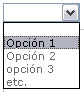 Opción 1
Opción 2
opción 3
etc.